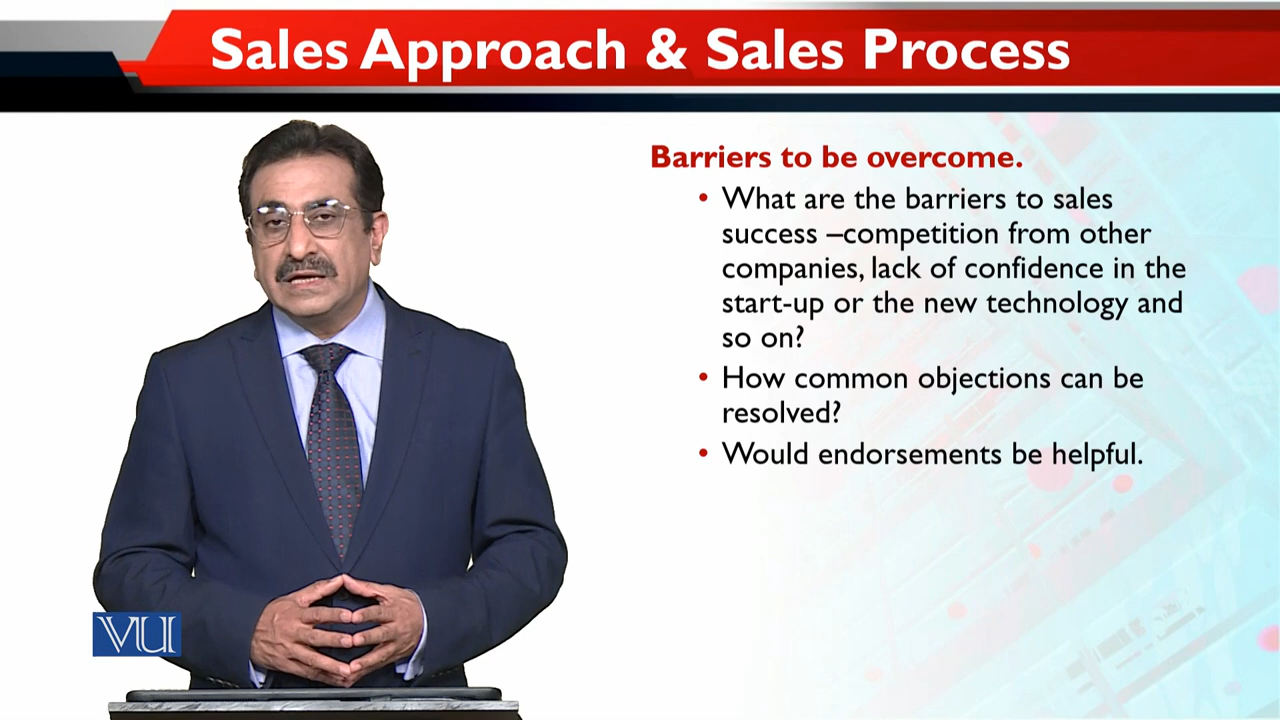 Sales Approach & Sales Process
Barriers to be overcome.
• What are the barriers to sales
success –competition from other
companies, lack of confidence in the
start-up or the new technology and
so on?
• How common objections can be
resolved?
• Would endorsements be helpful.
VU